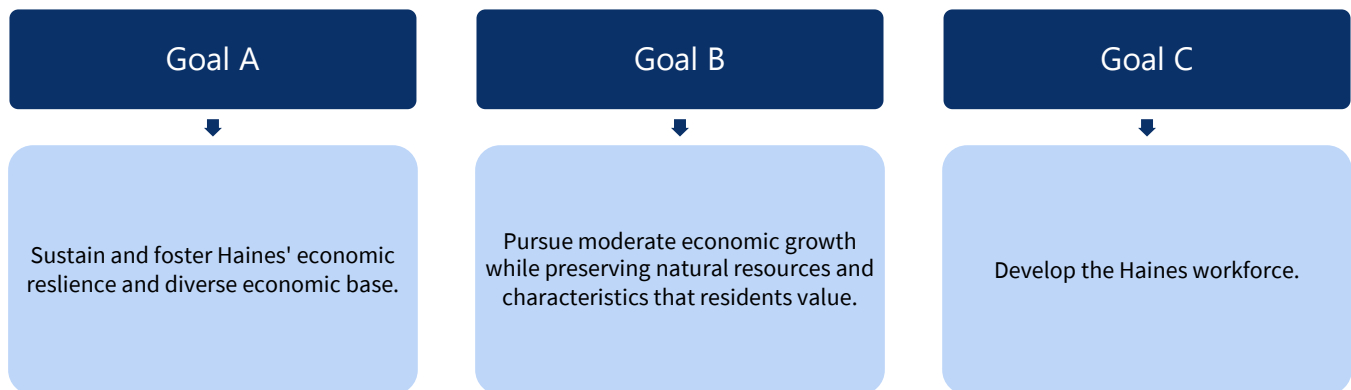 Goal A
Goal B
Goal C
Sustain and foster Haines' economic
reslience and diverse economic base.
Pursue moderate economic growth
while preserving natural resources and
characteristics that residents value.
Develop the Haines workforce.